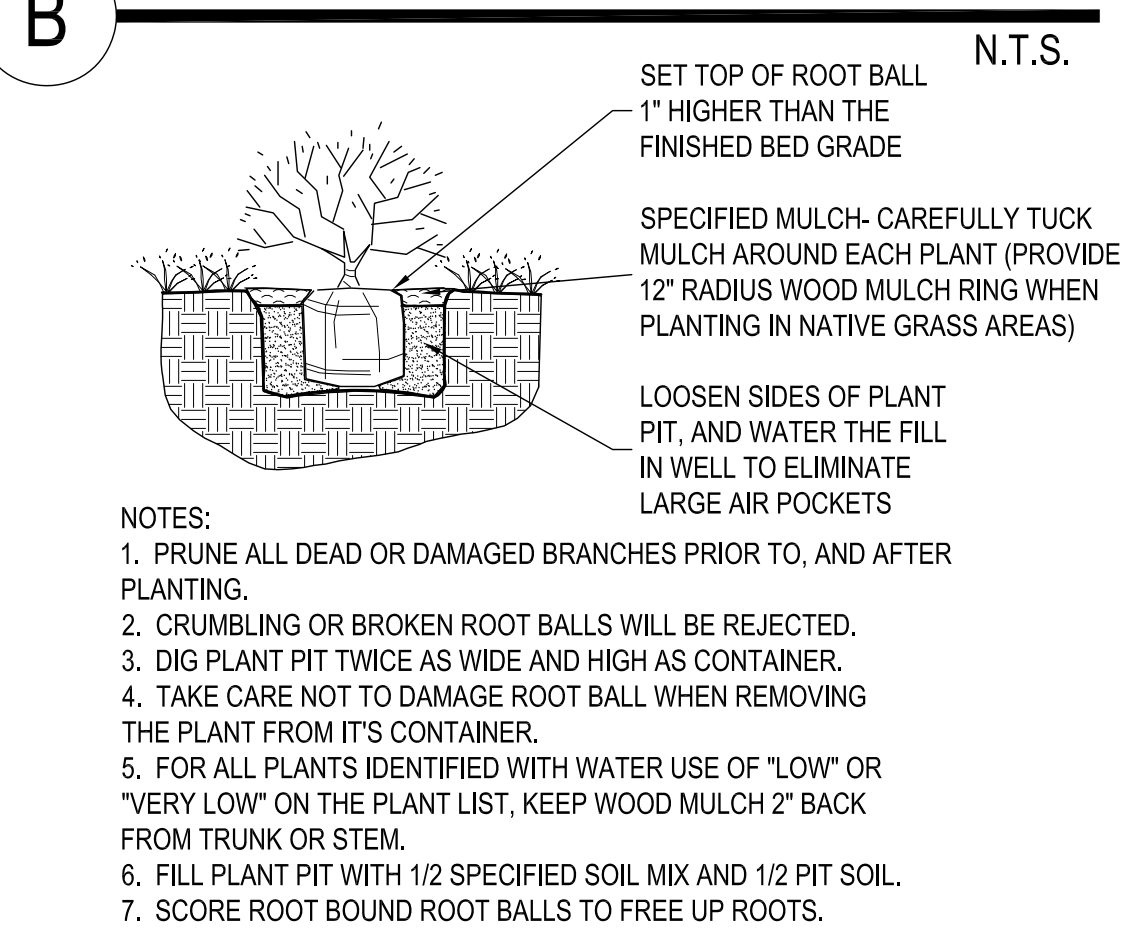 B
N.T.S.
SET TOP OF ROOT BALL
1" HIGHER THAN THE
FINISHED BED GRADE
SPECIFIED MULCH- CAREFULLY TUCK
MULCH AROUND EACH PLANT (PROVIDE
12" RADIUS WOOD MULCH RING WHEN
PLANTING IN NATIVE GRASS AREAS)
LOOSEN SIDES OF PLANT
PIT, AND WATER THE FILL
IN WELL TO ELIMINATE
LARGE AIR POCKETS
NOTES:
1. PRUNE ALL DEAD OR DAMAGED BRANCHES PRIOR TO, AND AFTER
PLANTING.
2. CRUMBLING OR BROKEN ROOT BALLS WILL BE REJECTED.
3. DIG PLANT PIT TWICE AS WIDE AND HIGH AS CONTAINER.
4. TAKE CARE NOT TO DAMAGE ROOT BALL WHEN REMOVING
THE PLANT FROM IT'S CONTAINER.
5. FOR ALL PLANTS IDENTIFIED WITH WATER USE OF "LOW" OR
"VERY LOW" ON THE PLANT LIST, KEEP WOOD MULCH 2" BACK
FROM TRUNK OR STEM.
6. FILL PLANT PIT WITH 1/2 SPECIFIED SOIL MIX AND 1/2 PIT SOIL.
7. SCORE ROOT BOUND ROOT BALLS TO FREE UP ROOTS.